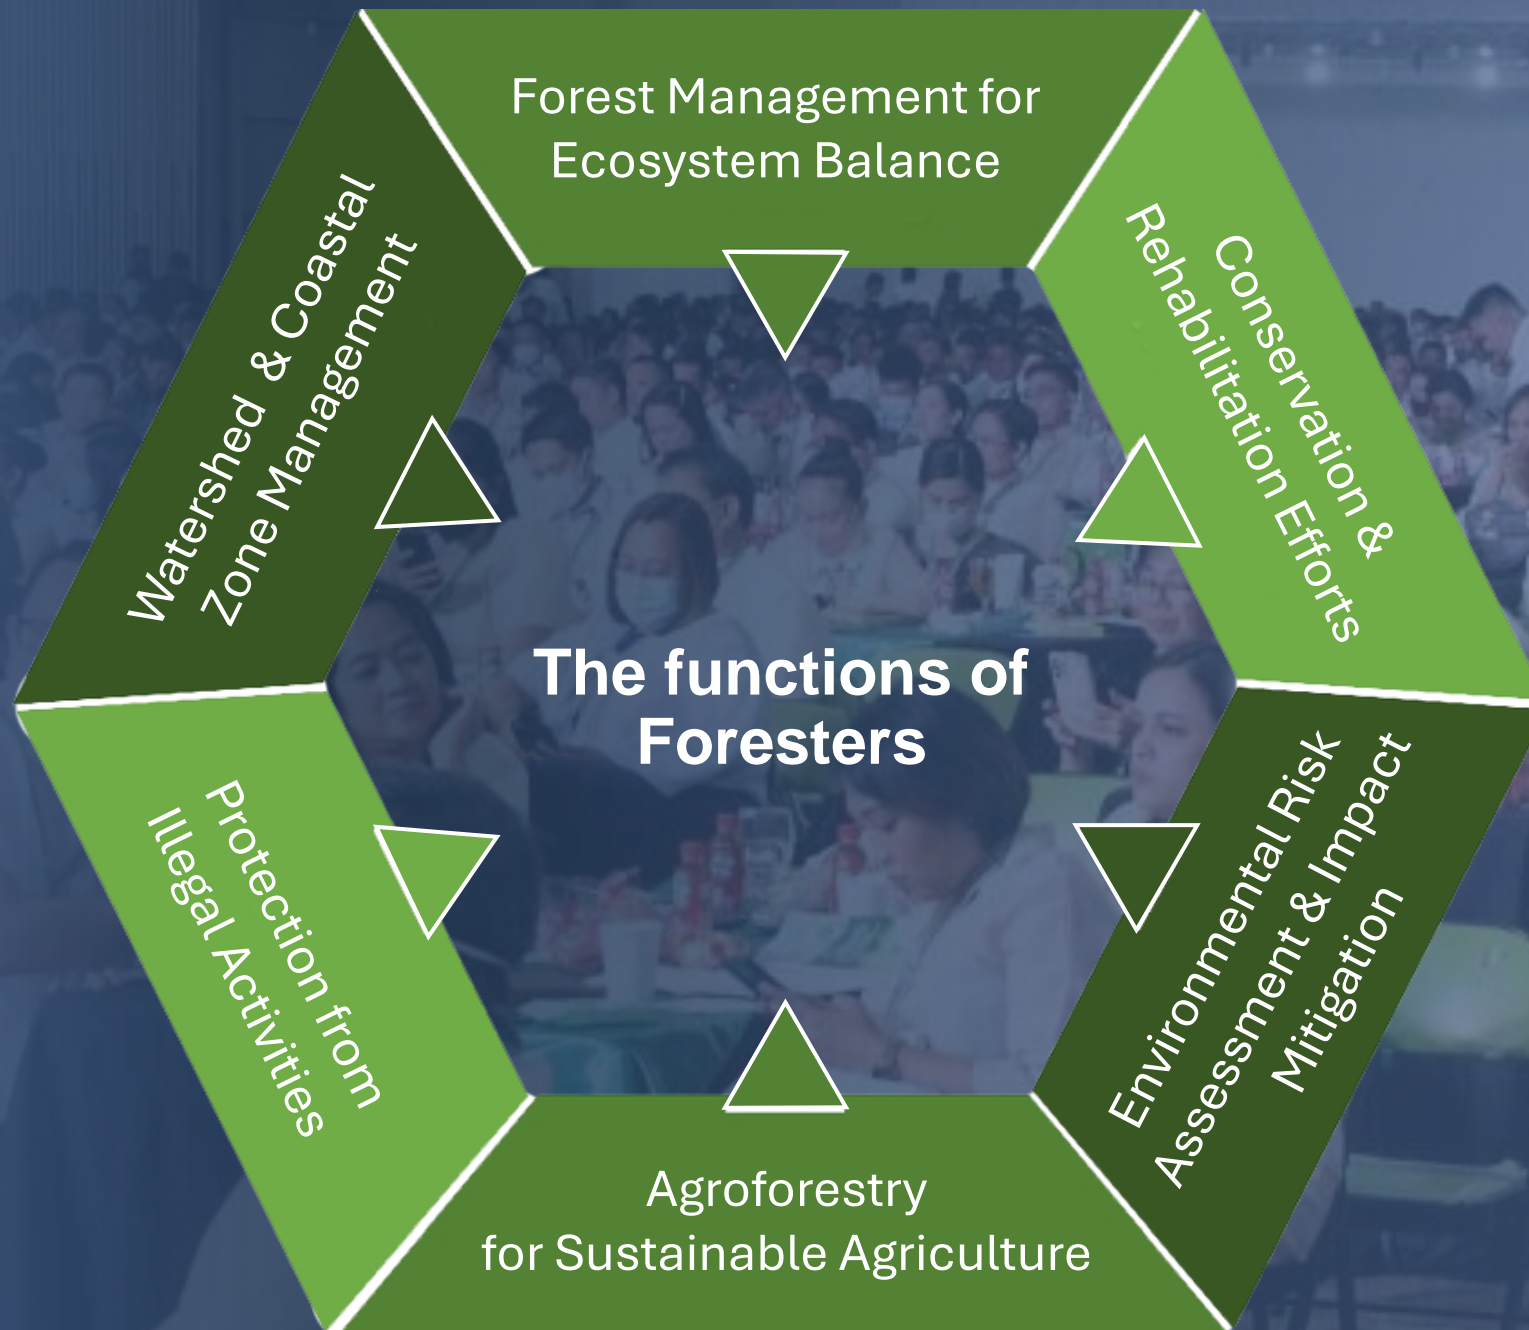 Forest Management for
Ecosystem Balance
Conservation &
Rehabilitation Efforts
Environmental Risk
Assessment & Impact
Mitigation
Agroforestry
for Sustainable Agriculture
Protection from
Illegal Activities
Watershed & Coastal
Zone Management
The functions of
Foresters